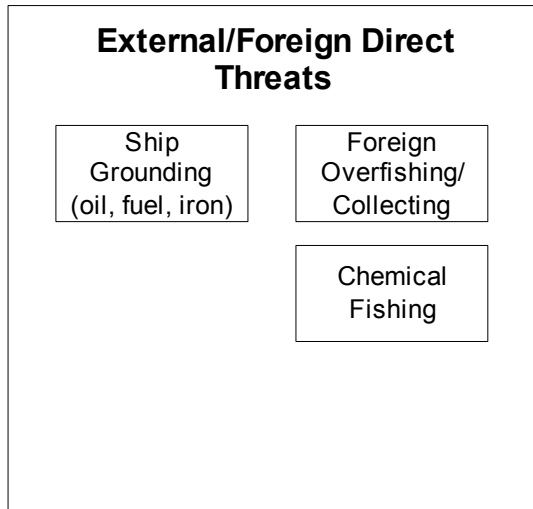 External/Foreign Direct
Threats
Ship
Grounding
(oil, fuel, iron)
Foreign
Overfishing/
Collecting
Chemical
Fishing